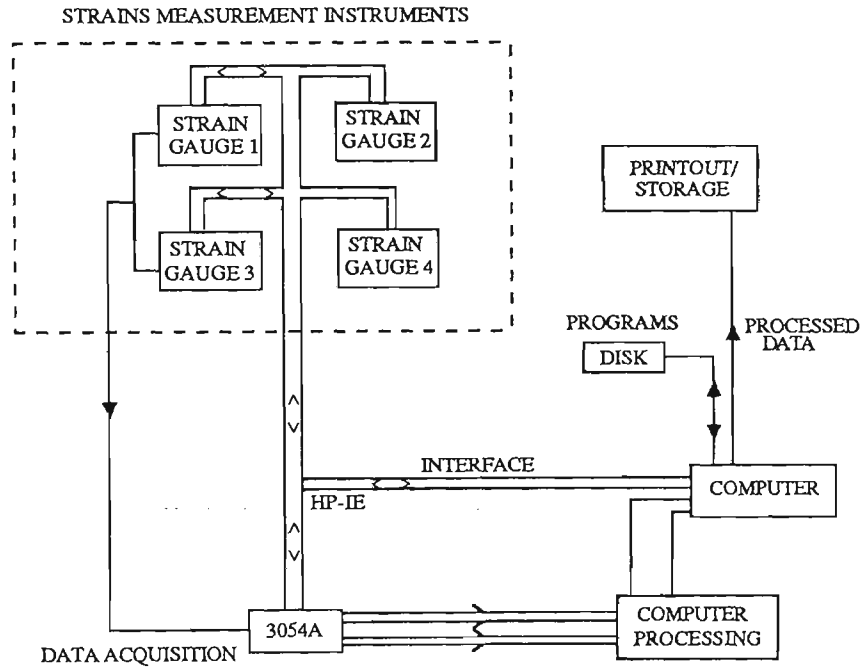 STRAINS MEASUREMENT INSTRUMENTS
STRAIN
GAUGE 1
STRAIN
GAUGE 2
STRAIN
GAUGE 3
STRAIN
GAUGE 4
PRINTOUT/
STORAGE
PROGRAMS
DISK
PROCESSED
DATA
INTERFACE
COMPUTER
HP-IE
3054A
COMPUTER
PROCESSING
DATA ACQUISITION